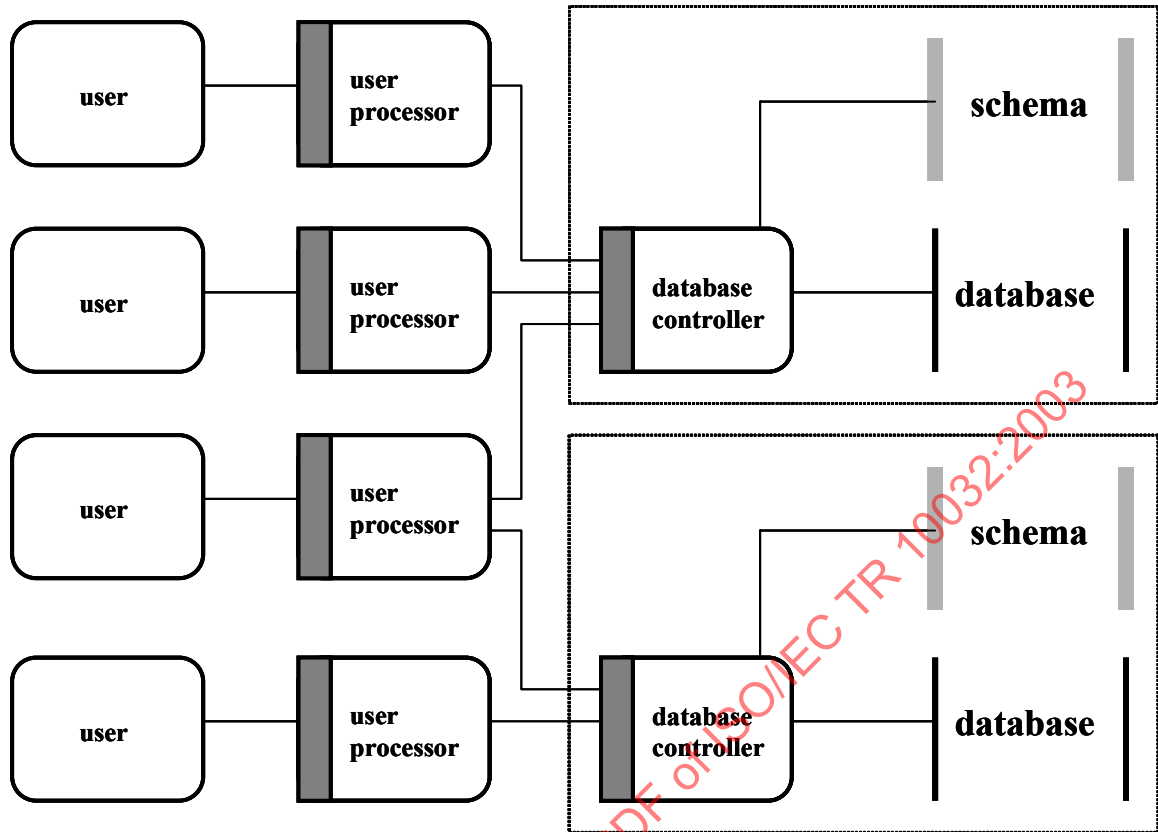 user
user
processor
schema
user
user
processor
database
controller
database
user
user
processor
schema
user
user
processor
database
controller
database
DF of ISO/IEC TR 10032:2003